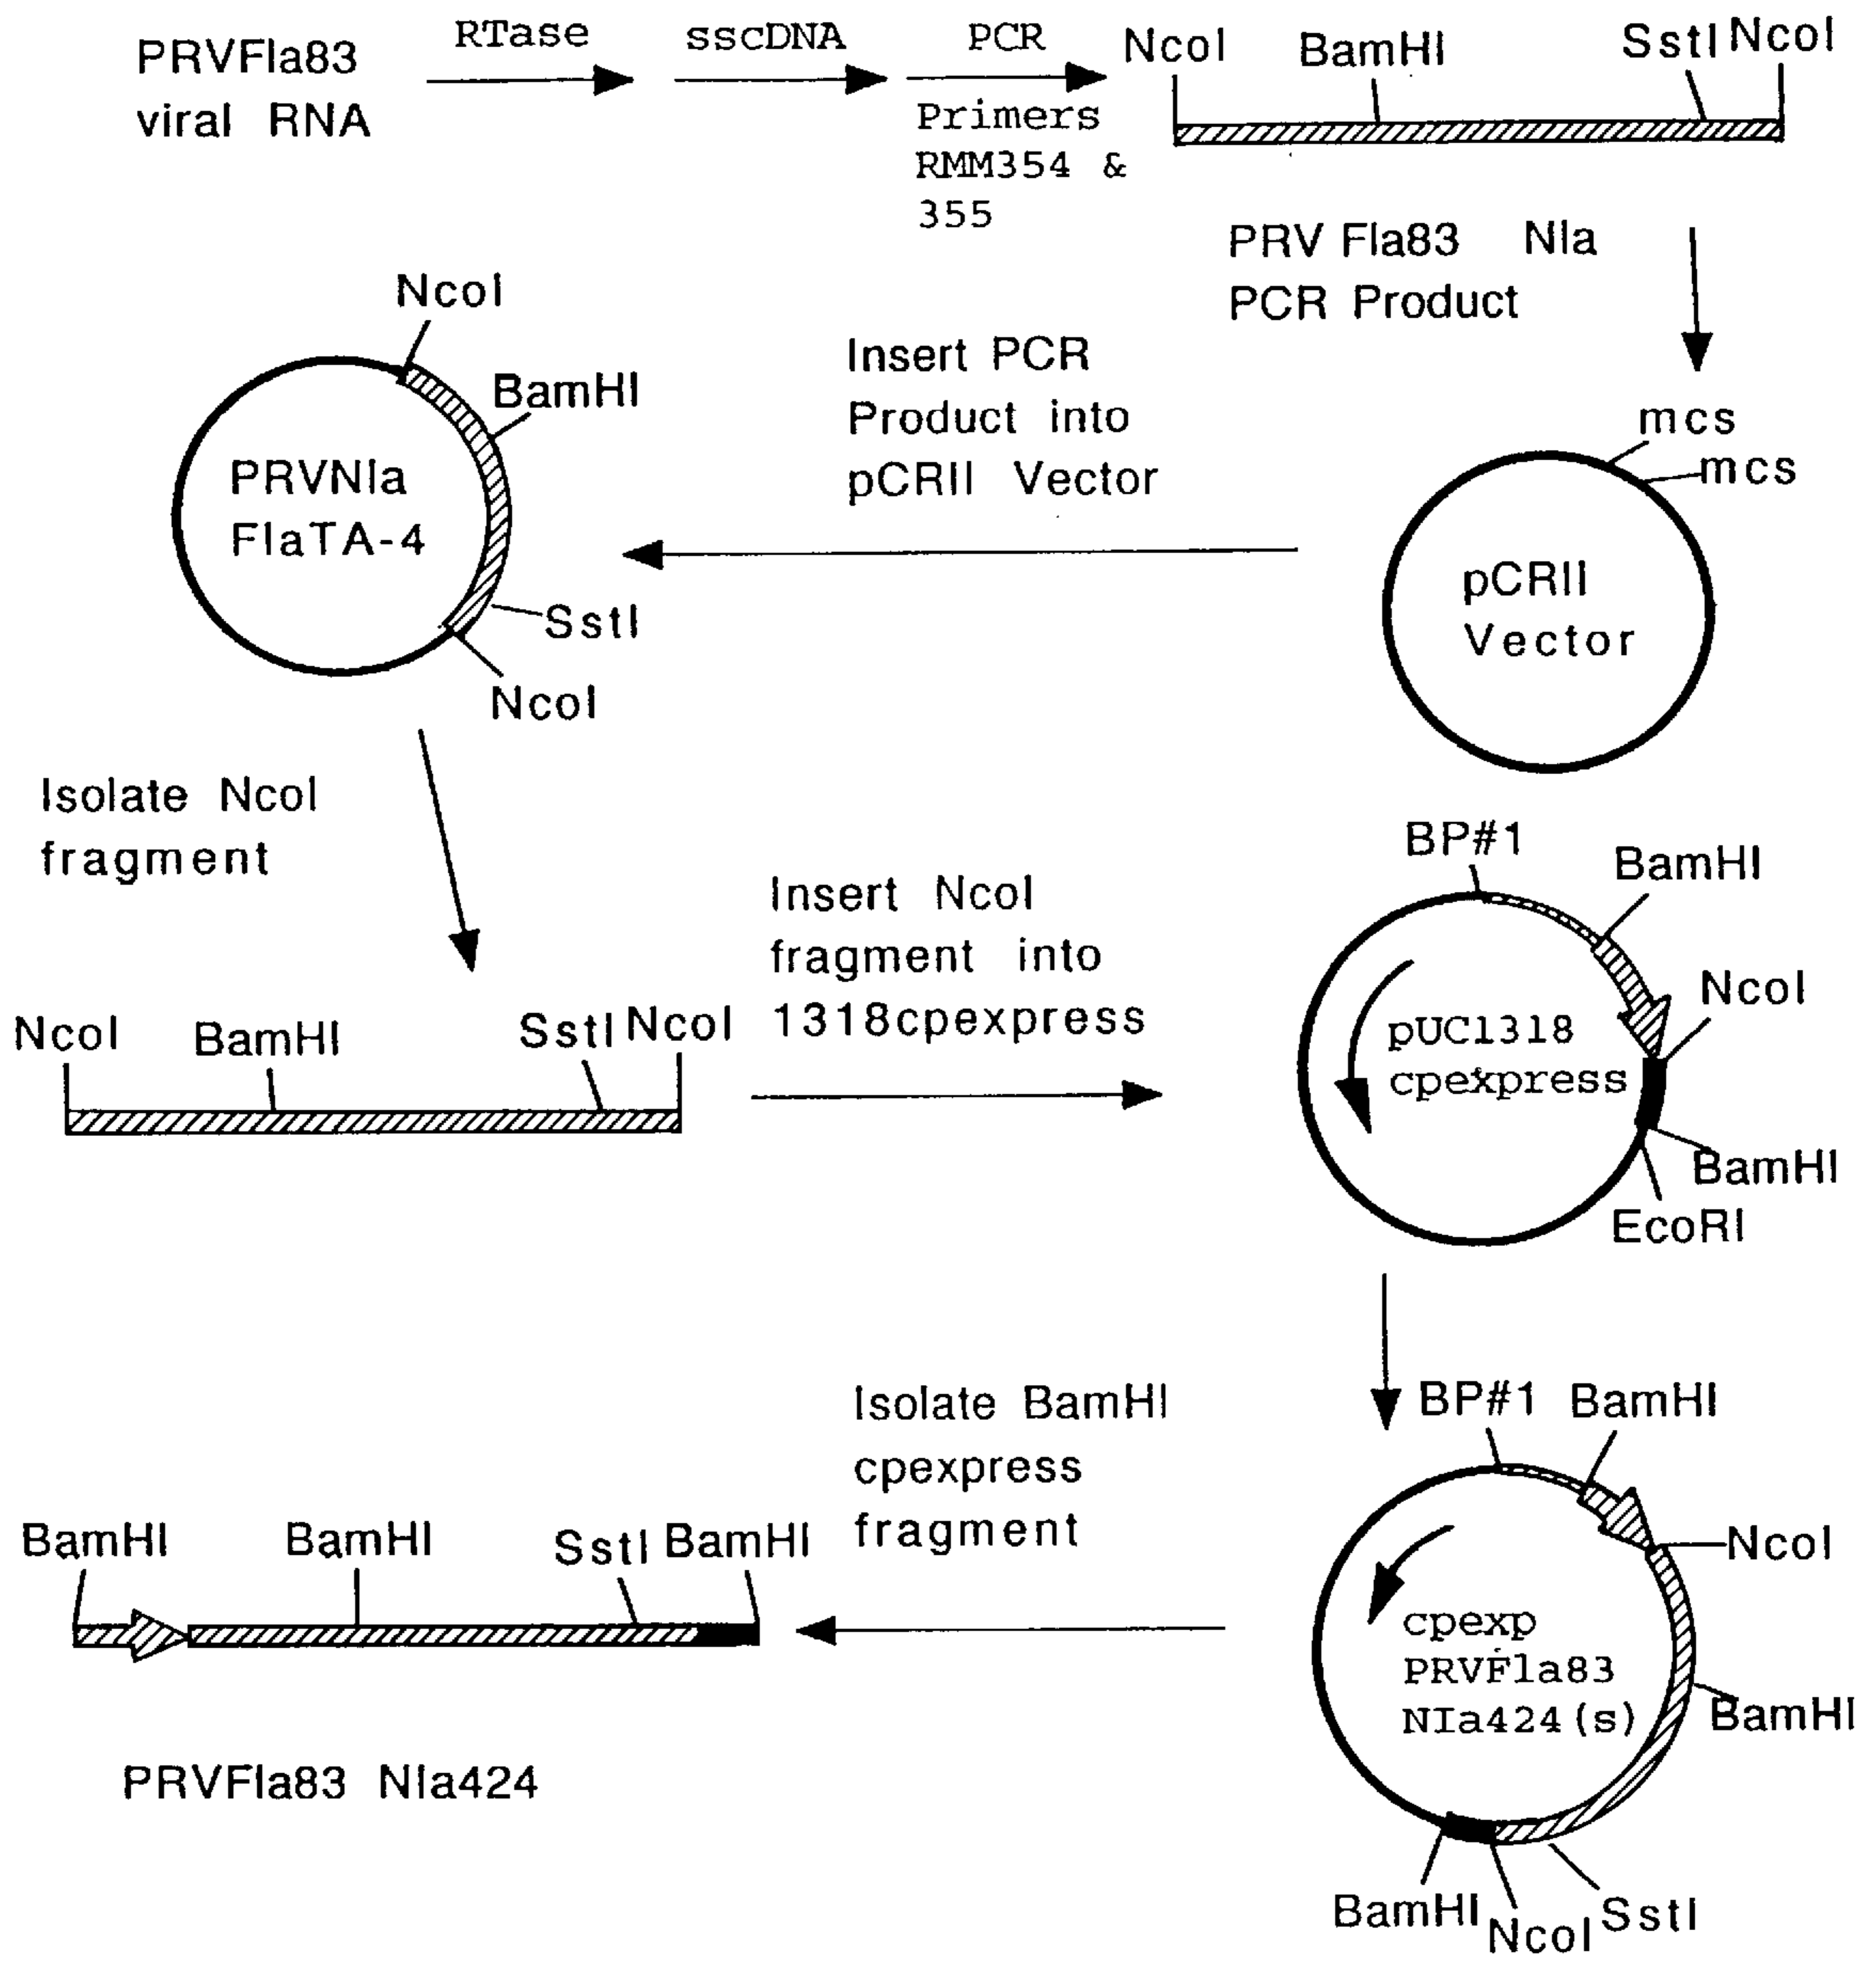 PRVFla83
viral RNA
RTase
sscDNA
PCR
Primers
RMM354 &
355
NcoI
BamHI
SstI
NcoI
PRV Fla83 NIa
PCR Product
NcoI
BamHI
PRVNIa
FlaTA-4
SstI
NcoI
Insert PCR
Product into
pCRII Vector
mcs
mcs
pCRII
Vector
Isolate NcoI
fragment
NcoI
BamHI
SstI
NcoI
Insert NcoI
fragment into
1318cpexpress
BP#1
BamHI
NcoI
pUC1318
cpexpress
BamHI
EcoRI
BP#1
BamHI
NcoI
cpexp
PRVFla83
NIa424(s)
BamHI
BamHI
NcoI
SstI
Isolate BamHI
cpexpress
fragment
BamHI
BamHI
SstI
BamHI
PRVFla83 NIa424